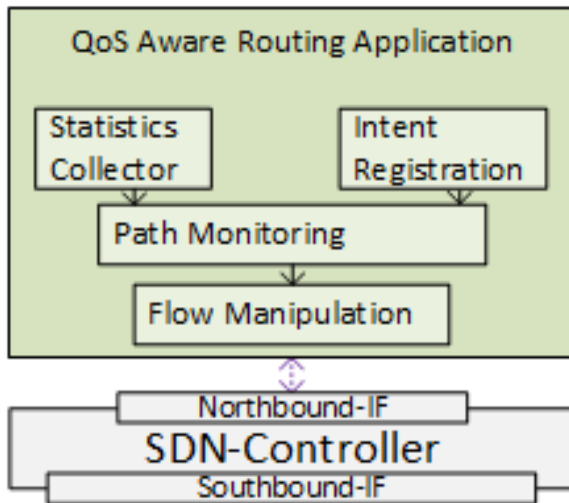 QoS Aware Routing Application
Statistics
Collector
Intent
Registration
Path Monitoring
Flow Manipulation
Northbound-IF
SDN-Controller
Southbound-IF